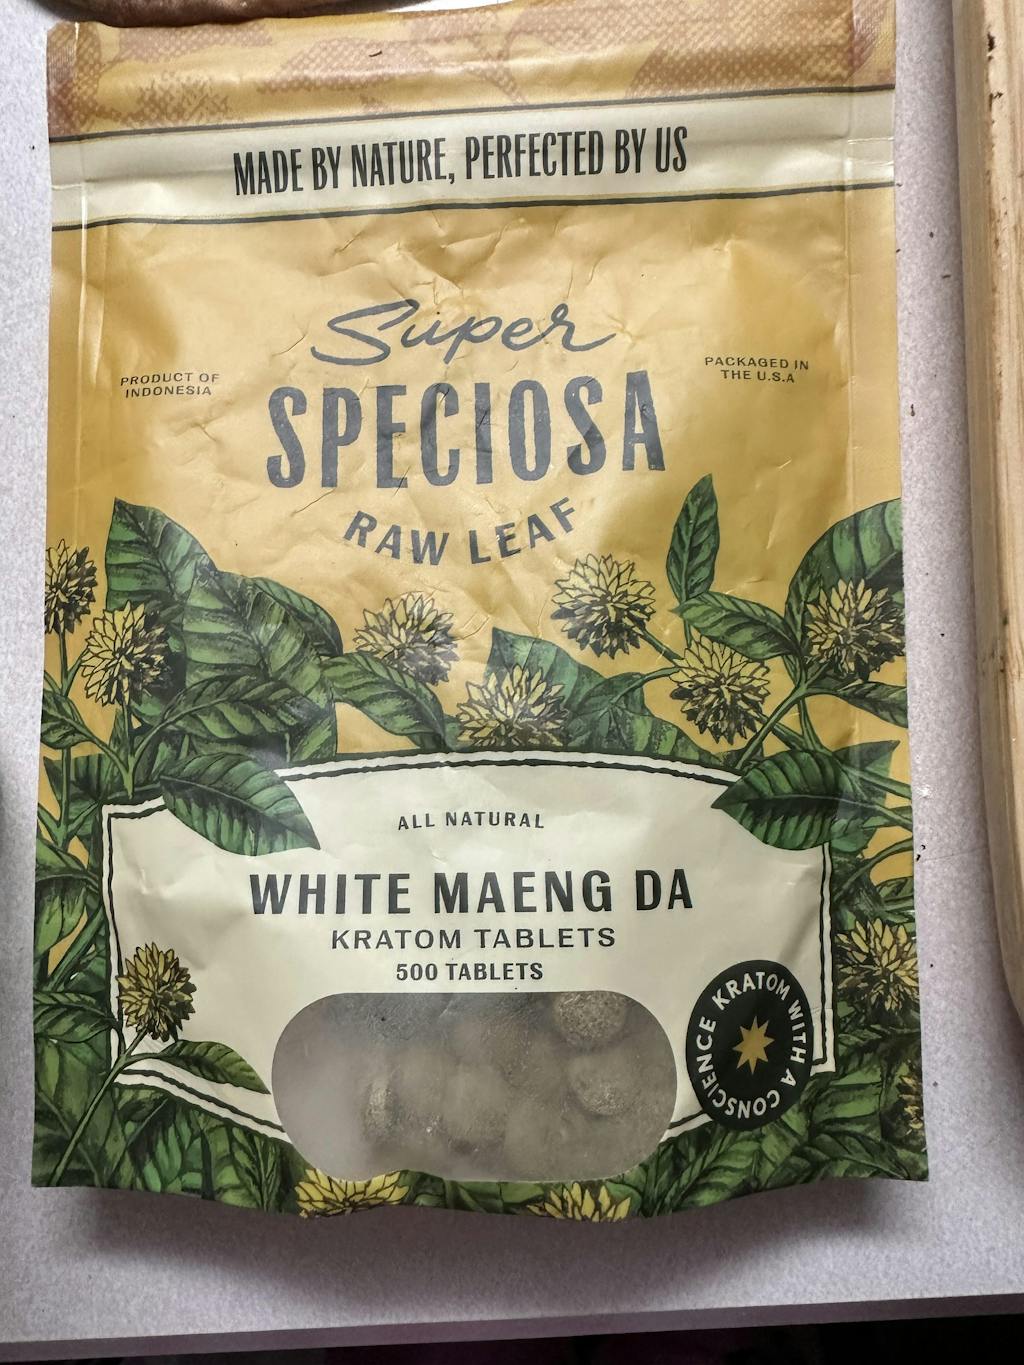 MADE BY NATURE, PERFECTED BY US
Super
SPECIOSA
RAW LEAF
PRODUCT OF
INDONESIA
PACKAGED IN
THE U.S.A
ALL NATURAL
WHITE MAENG DA
KRATOM TABLETS
500 TABLETS
KRATOM WITH A CONSCIENCE